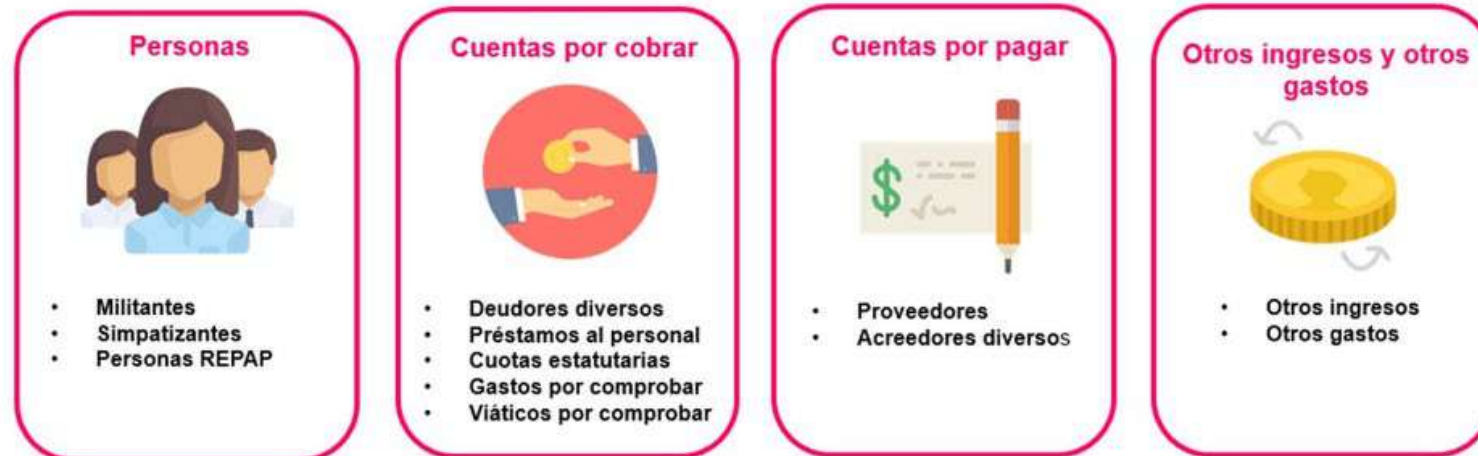 Personas
• Militantes
• Simpatizantes
• Personas REPAP
Cuentas por cobrar
• Deudores diversos
• Préstamos al personal
• Cuotas estatutarias
• Gastos por comprobar
• Viáticos por comprobar
Cuentas por pagar
$
• Proveedores
• Acreedores diversos
Otros ingresos y otros
gastos
• Otros ingresos
• Otros gastos